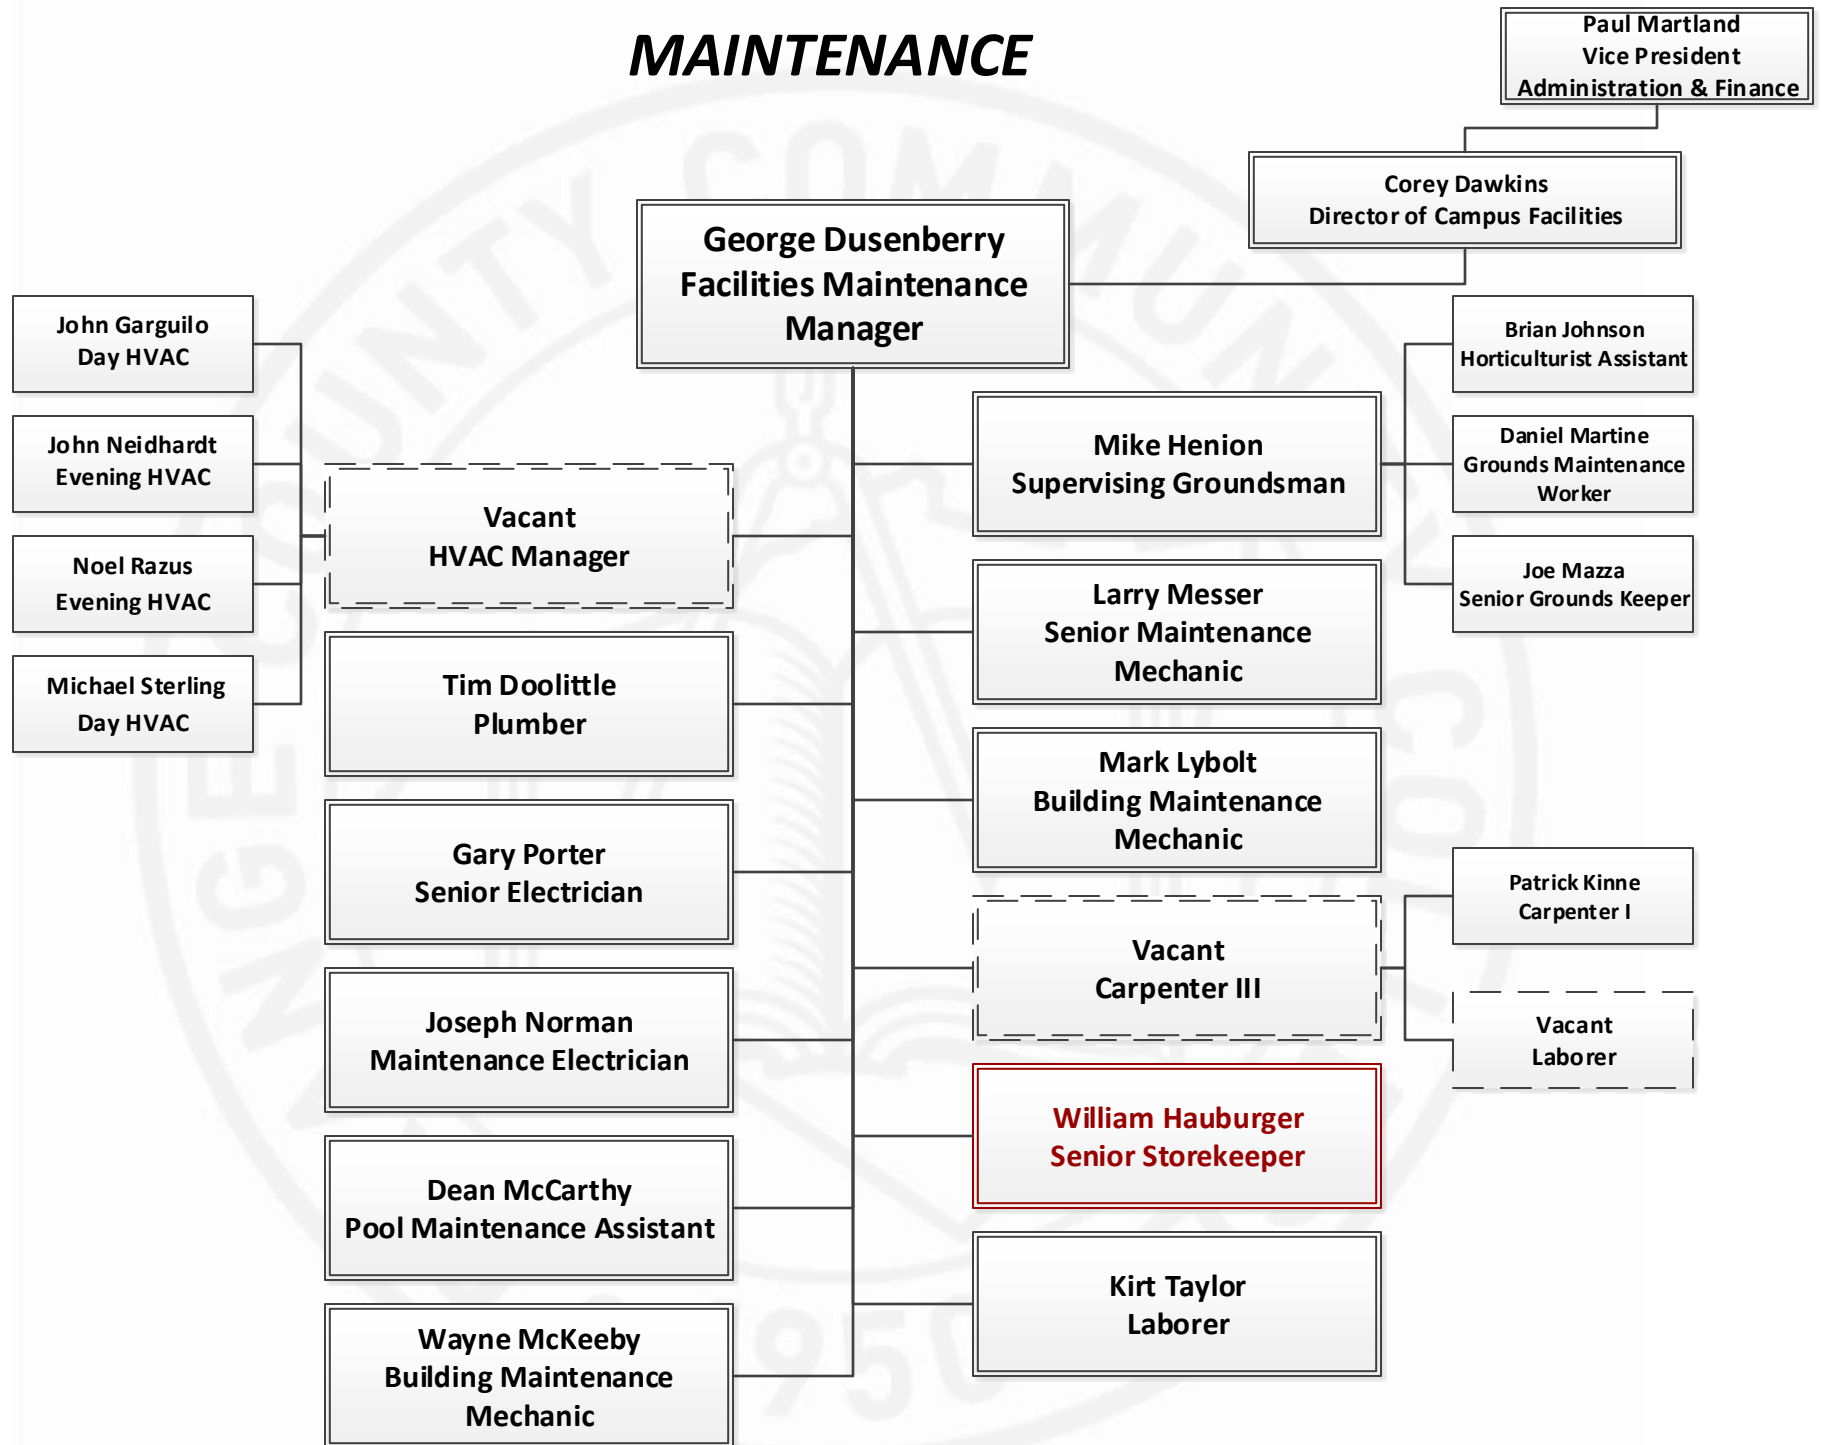 MAINTENANCE
Paul Martland
Vice President
Administration & Finance
Corey Dawkins
Director of Campus Facilities
George Dusenberry
Facilities Maintenance
Manager
John Garguilo
Day HVAC
John Neidhardt
Evening HVAC
Noel Razus
Evening HVAC
Michael Sterling
Day HVAC
Vacant
HVAC Manager
Tim Doolittle
Plumber
Gary Porter
Senior Electrician
Joseph Norman
Maintenance Electrician
Dean McCarthy
Pool Maintenance Assistant
Wayne McKeeby
Building Maintenance
Mechanic
Mike Henion
Supervising Groundsman
Larry Messer
Senior Maintenance
Mechanic
Mark Lybolt
Building Maintenance
Mechanic
Vacant
Carpenter III
William Hauburger
Senior Storekeeper
Kirt Taylor
Laborer
Brian Johnson
Horticulturist Assistant
Daniel Martine
Grounds Maintenance
Worker
Joe Mazza
Senior Grounds Keeper
Patrick Kinne
Carpenter I
Vacant
Laborer
COUNTY COMMUNITY